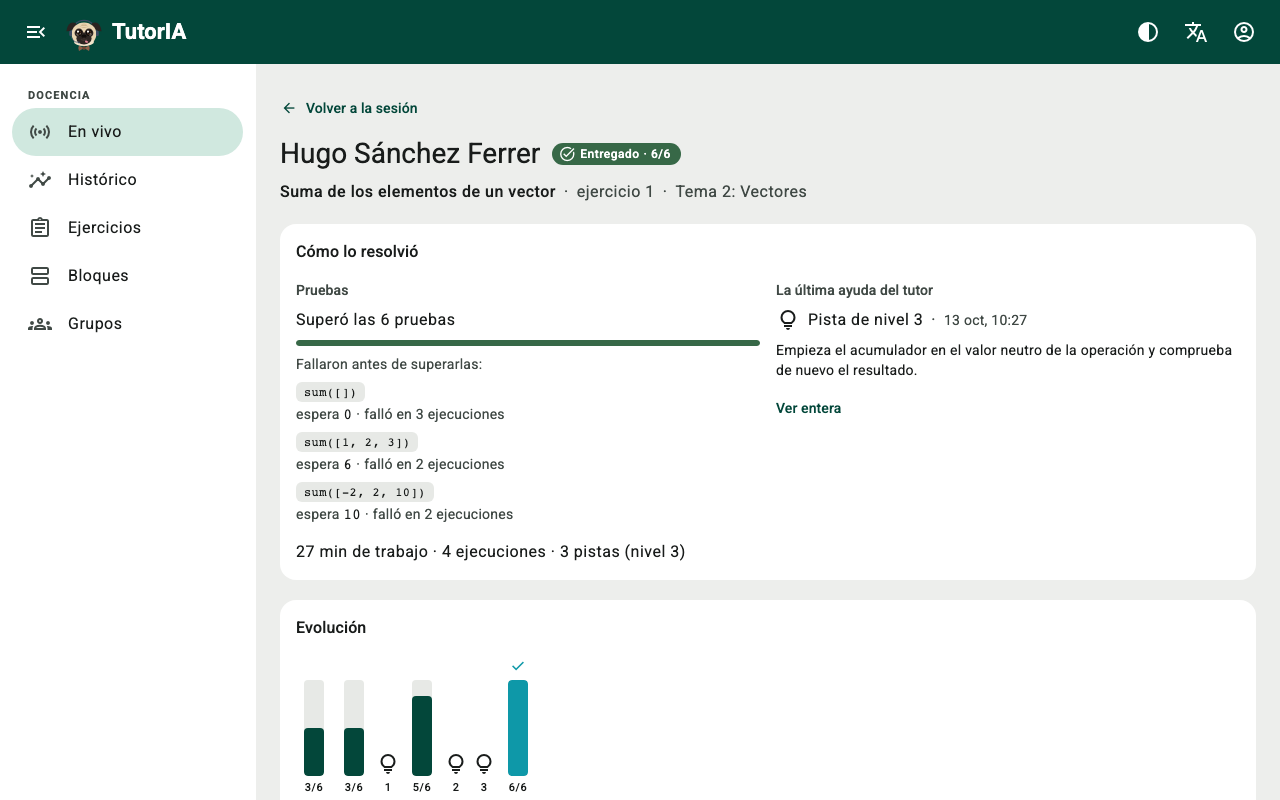 TutorIA
DOCENCIA
En vivo
Histórico
Ejercicios
Bloques
Grupos
Volver a la sesión
Hugo Sánchez Ferrer
Entregado · 6/6
Suma de los elementos de un vector · ejercicio 1 · Tema 2: Vectores
Cómo lo resolvió
Pruebas
Superó las 6 pruebas
Fallaron antes de superarlas:
sum([])
espera 0 · falló en 3 ejecuciones
sum([1, 2, 3])
espera 6 · falló en 2 ejecuciones
sum([-2, 2, 10])
espera 10 · falló en 2 ejecuciones
27 min de trabajo · 4 ejecuciones · 3 pistas (nivel 3)
La última ayuda del tutor
Pista de nivel 3 · 13 oct, 10:27
Empieza el acumulador en el valor neutro de la operación y comprueba
de nuevo el resultado.
Ver entera
Evolución
3/6 3/6 1 5/6 2 3 6/6